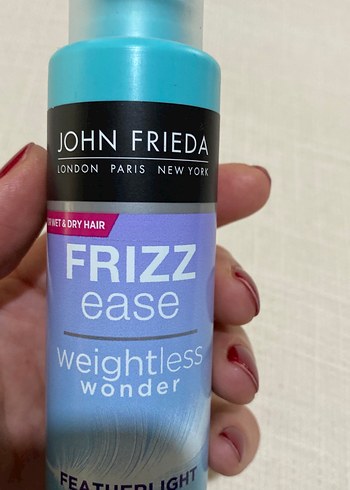 JOHN FRIEDA
LONDON PARIS NEW YORK
WET & DRY HAIR
FRIZZ
ease
weightless
wonder
FEATHERLIGHT